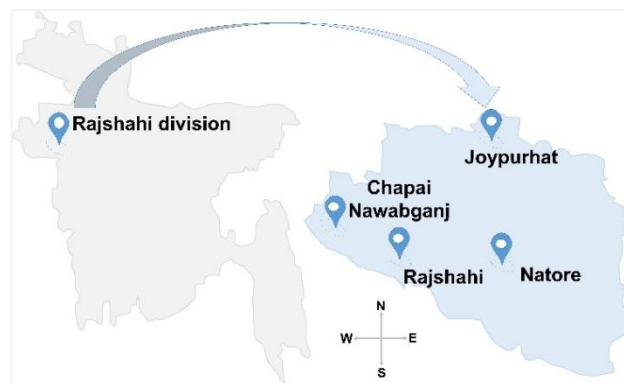 Rajshahi division
Joypurhat
Chapai
Nawabganj
Rajshahi
Natore
N
W
E
S